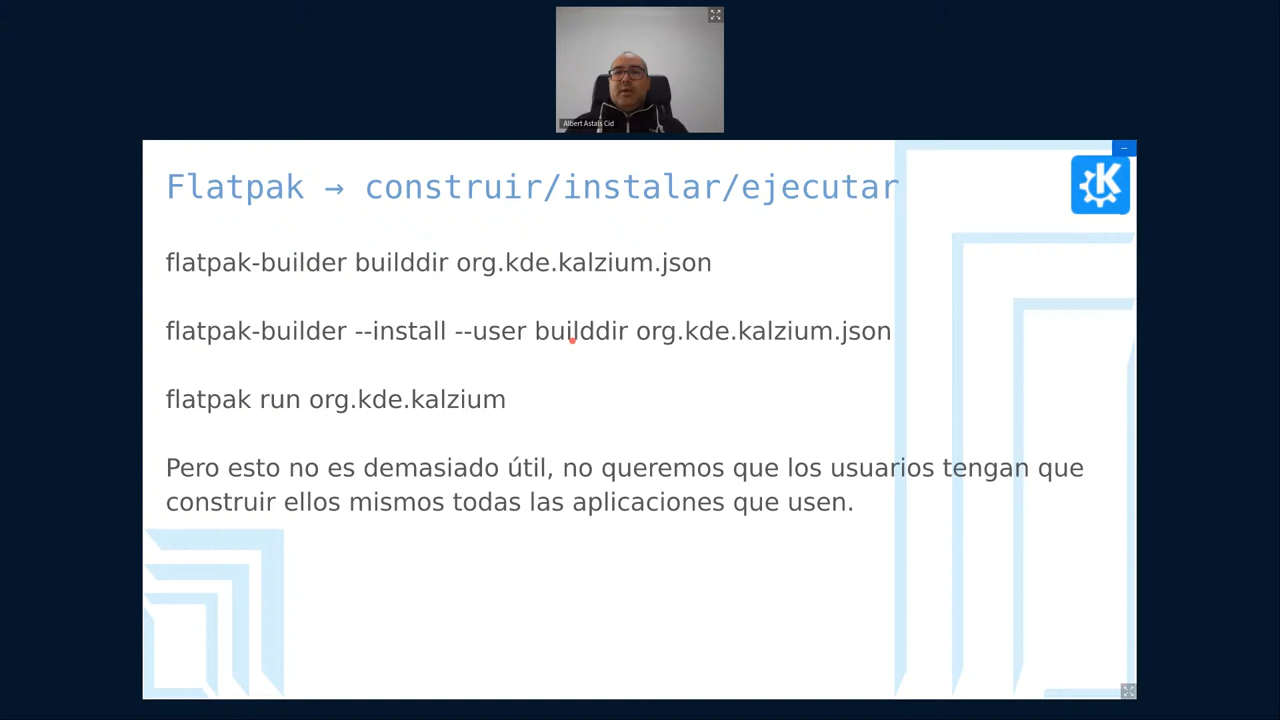 Albert Astals Cid
Flatpak → construir/instalar/ejecutar
K
flatpak-builder builddir org.kde.kalzium.json
flatpak-builder --install --user builddir org.kde.kalzium.json
flatpak run org.kde.kalzium
Pero esto no es demasiado útil, no queremos que los usuarios tengan que
construir ellos mismos todas las aplicaciones que usen.